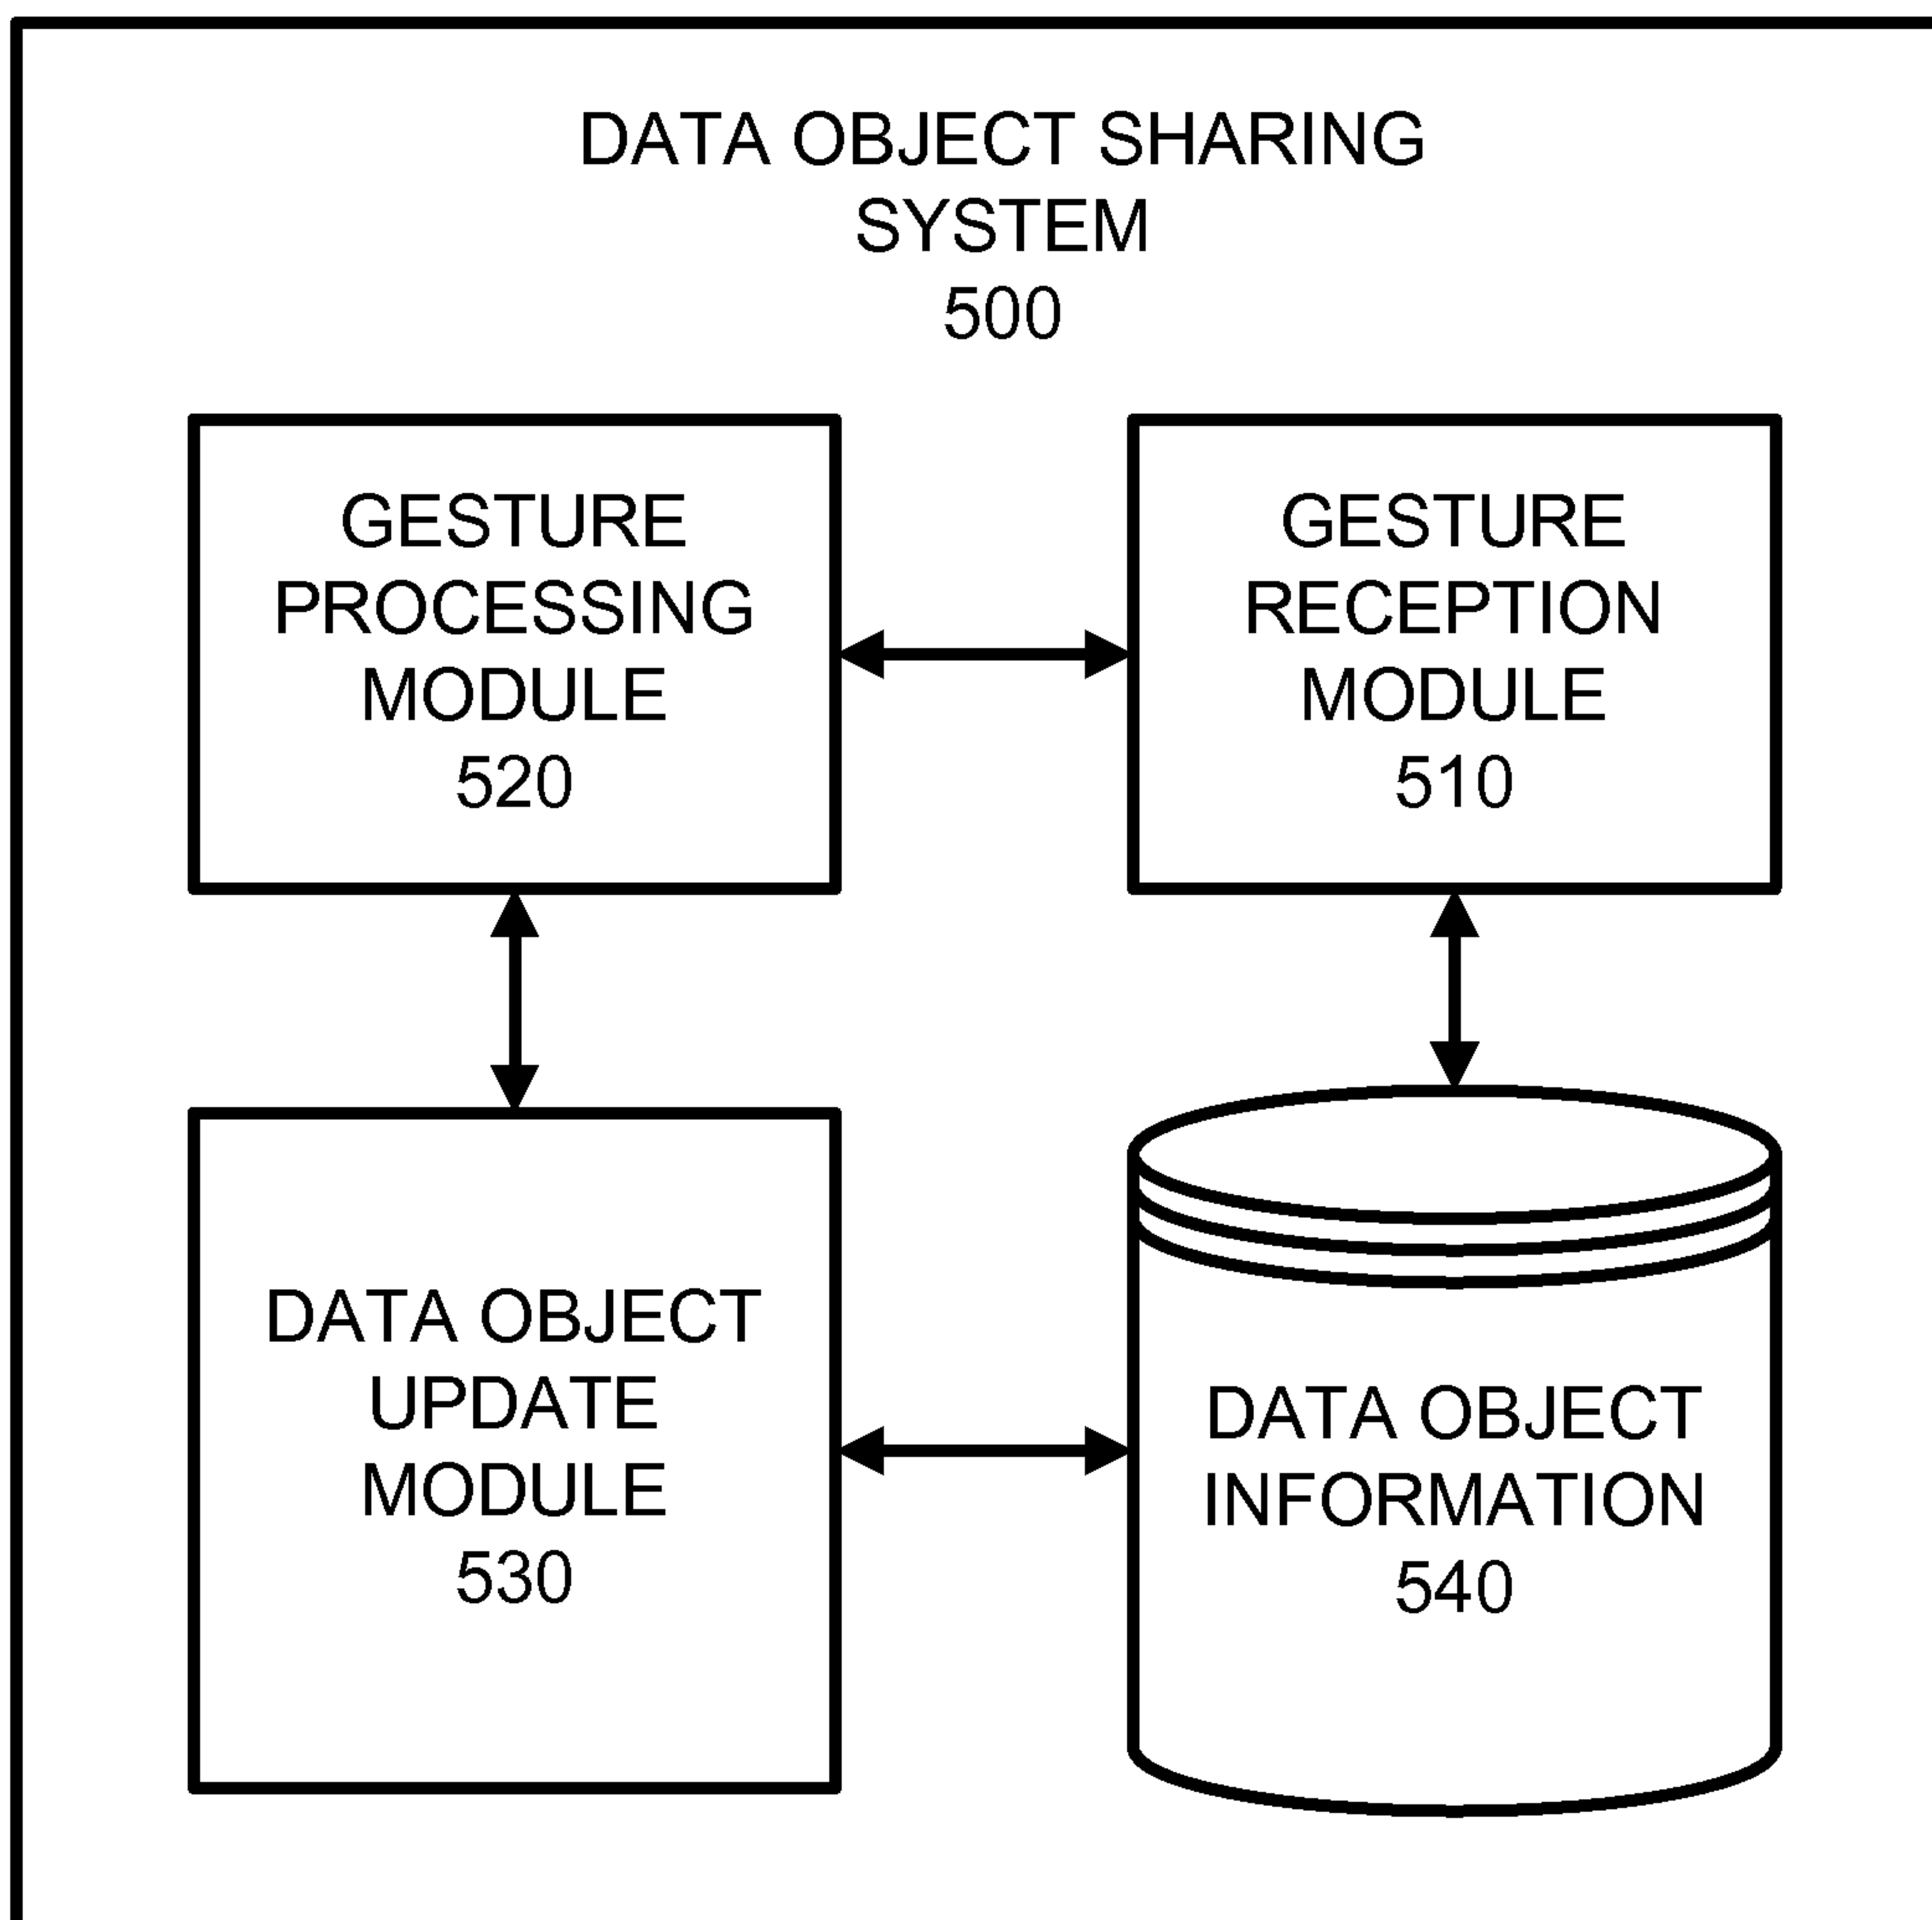 DATA OBJECT SHARING
SYSTEM
500
GESTURE
PROCESSING
MODULE
520
GESTURE
RECEPTION
MODULE
510
DATA OBJECT
UPDATE
MODULE
530
DATA OBJECT
INFORMATION
540